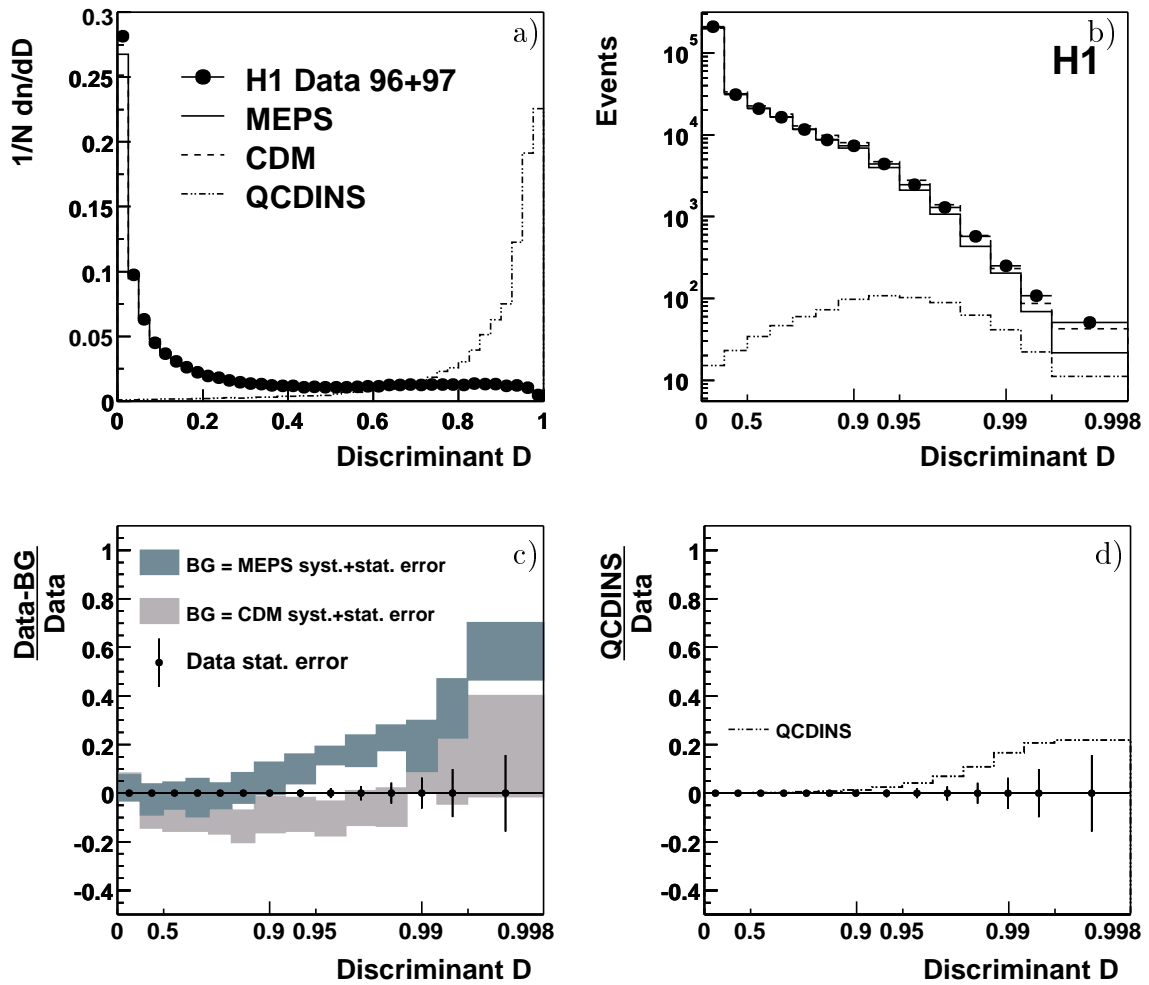 a)
1/N dn/dD
0.3
0.25
0.2
0.15
0.1
0.05
0
H1 Data 96+97
MEPS
CDM
QCDINS
0 0.2 0.4 0.6 0.8 1
Discriminant D
b)
H1
Events
10^5
10^4
10^3
10^2
10
0 0.5 0.9 0.95 0.99 0.998
Discriminant D
c)
Data-BG
Data
1
0.8
0.6
0.4
0.2
0
-0.2
-0.4
BG = MEPS syst.+stat. error
BG = CDM syst.+stat. error
Data stat. error
0 0.5 0.9 0.95 0.99 0.998
Discriminant D
d)
QCDINS
Data
1
0.8
0.6
0.4
0.2
0
-0.2
-0.4
QCDINS
0 0.5 0.9 0.95 0.99 0.998
Discriminant D